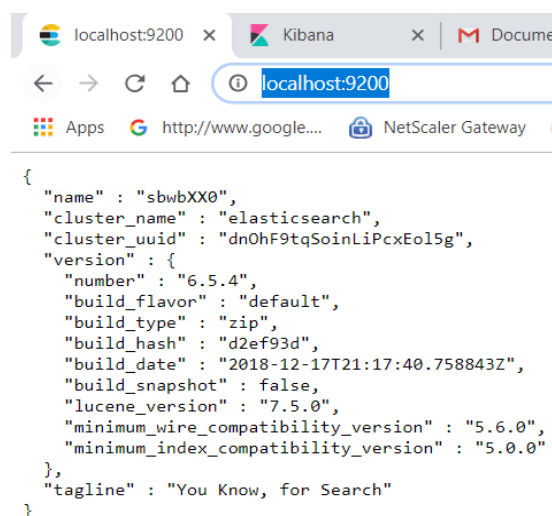 localhost:9200 × Kibana × Docume
localhost:9200
Apps http://www.google.... NetScaler Gateway
{
  "name" : "sbwbXX0",
  "cluster_name" : "elasticsearch",
  "cluster_uuid" : "dnOhF9tqSoinLiPcxEol5g",
  "version" : {
    "number" : "6.5.4",
    "build_flavor" : "default",
    "build_type" : "zip",
    "build_hash" : "d2ef93d",
    "build_date" : "2018-12-17T21:17:40.758843Z",
    "build_snapshot" : false,
    "lucene_version" : "7.5.0",
    "minimum_wire_compatibility_version" : "5.6.0",
    "minimum_index_compatibility_version" : "5.0.0"
  },
  "tagline" : "You Know, for Search"
}